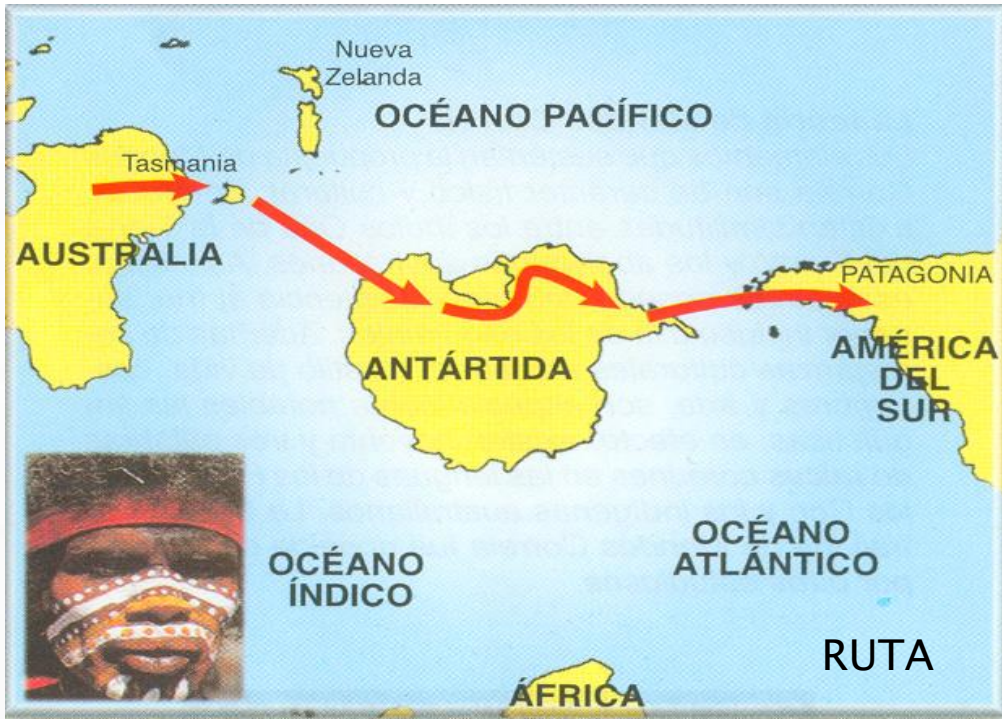 Nueva
Zelanda
OCÉANO PACÍFICO
Tasmania
AUSTRALIA
PATAGONIA
ANTÁRTIDA
AMÉRICA
DEL
SUR
OCÉANO
ÍNDICO
OCÉANO
ATLÁNTICO
RUTA
ÁFRICA